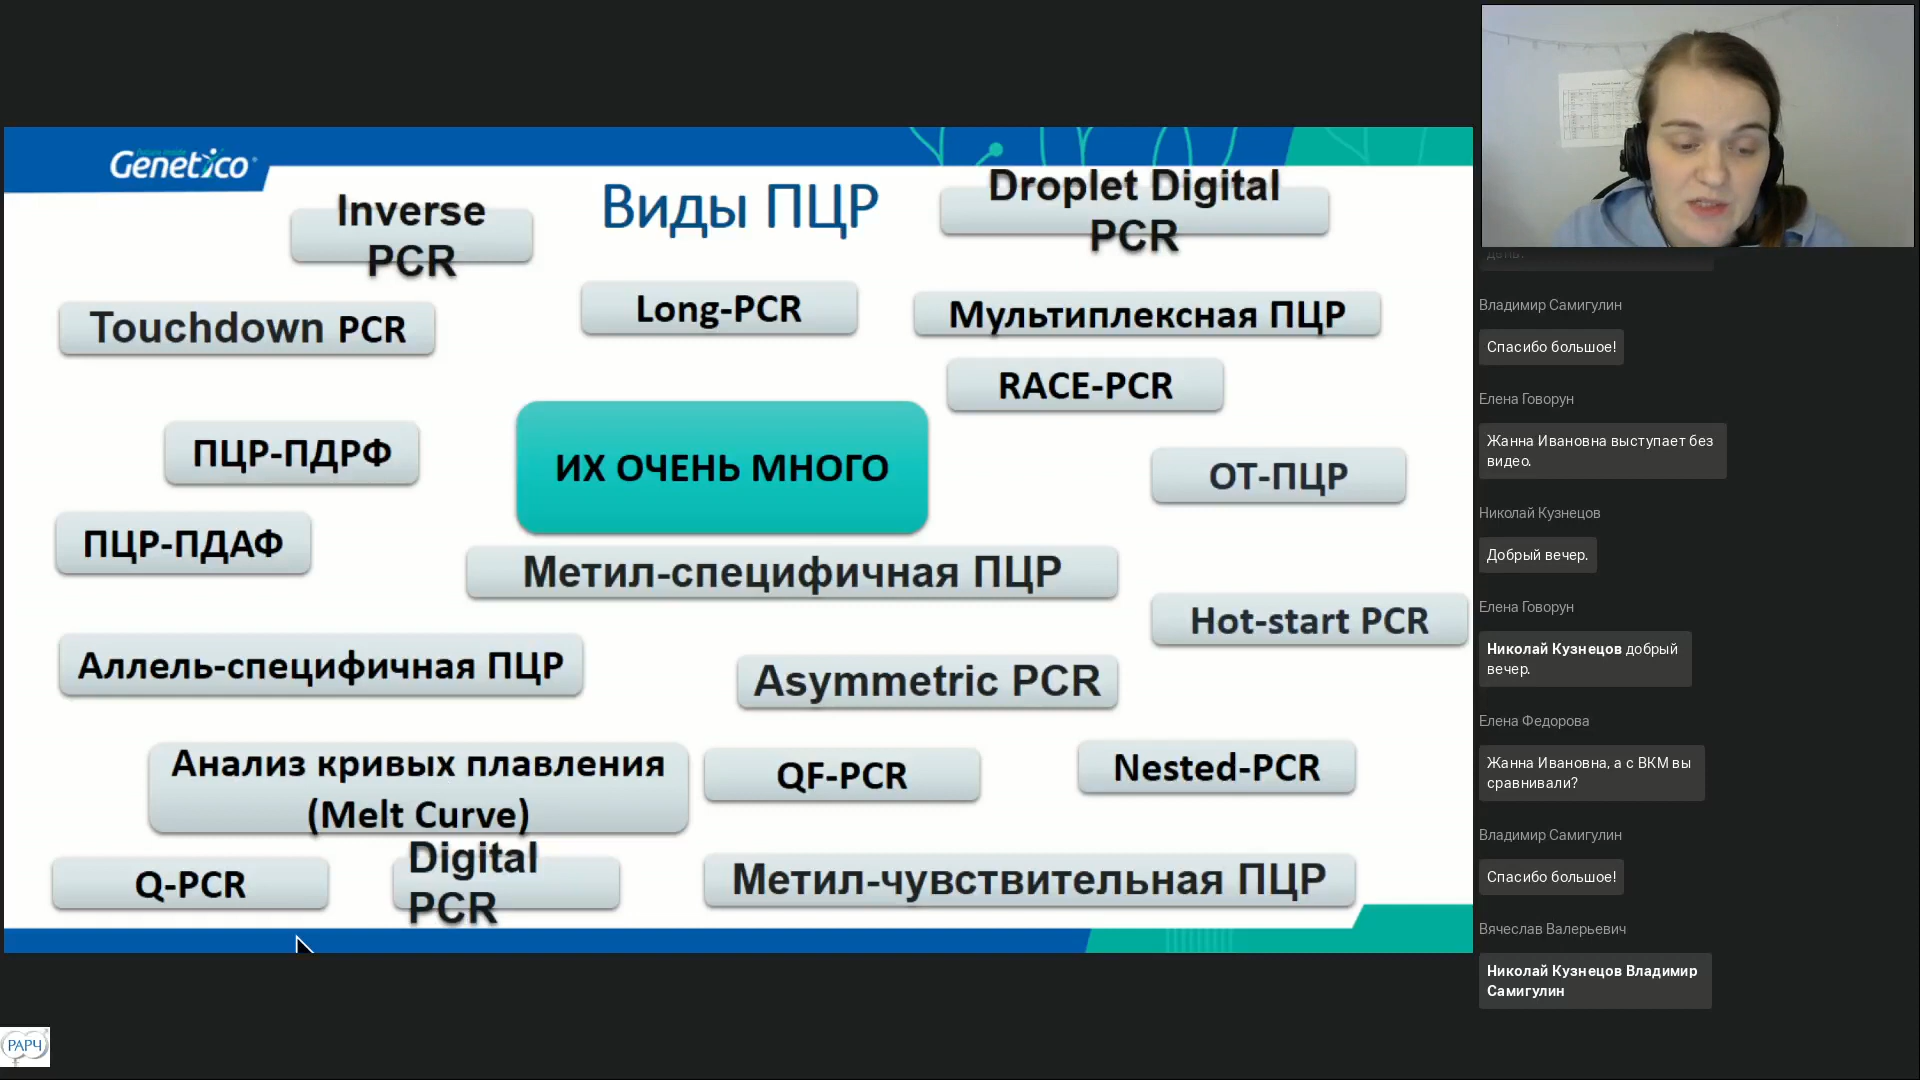 Genetico
Виды ПЦР
Inverse
PCR
Droplet Digital
PCR
Touchdown PCR
Long-PCR
Мультиплексная ПЦР
RACE-PCR
ПЦР-ПДРФ
ИХ ОЧЕНЬ МНОГО
ОТ-ПЦР
ПЦР-ПДАФ
Метил-специфичная ПЦР
Hot-start PCR
Аллель-специфичная ПЦР
Asymmetric PCR
Анализ кривых плавления
(Melt Curve)
QF-PCR
Nested-PCR
Q-PCR
Digital
PCR
Метил-чувствительная ПЦР
РАРЧ
день.
Владимир Самигулин
Спасибо большое!
Елена Говорун
Жанна Ивановна выступает без
видео.
Николай Кузнецов
Добрый вечер.
Елена Говорун
Николай Кузнецов добрый
вечер.
Елена Федорова
Жанна Ивановна, а с ВКМ вы
сравнивали?
Владимир Самигулин
Спасибо большое!
Вячеслав Валерьевич
Николай Кузнецов Владимир
Самигулин